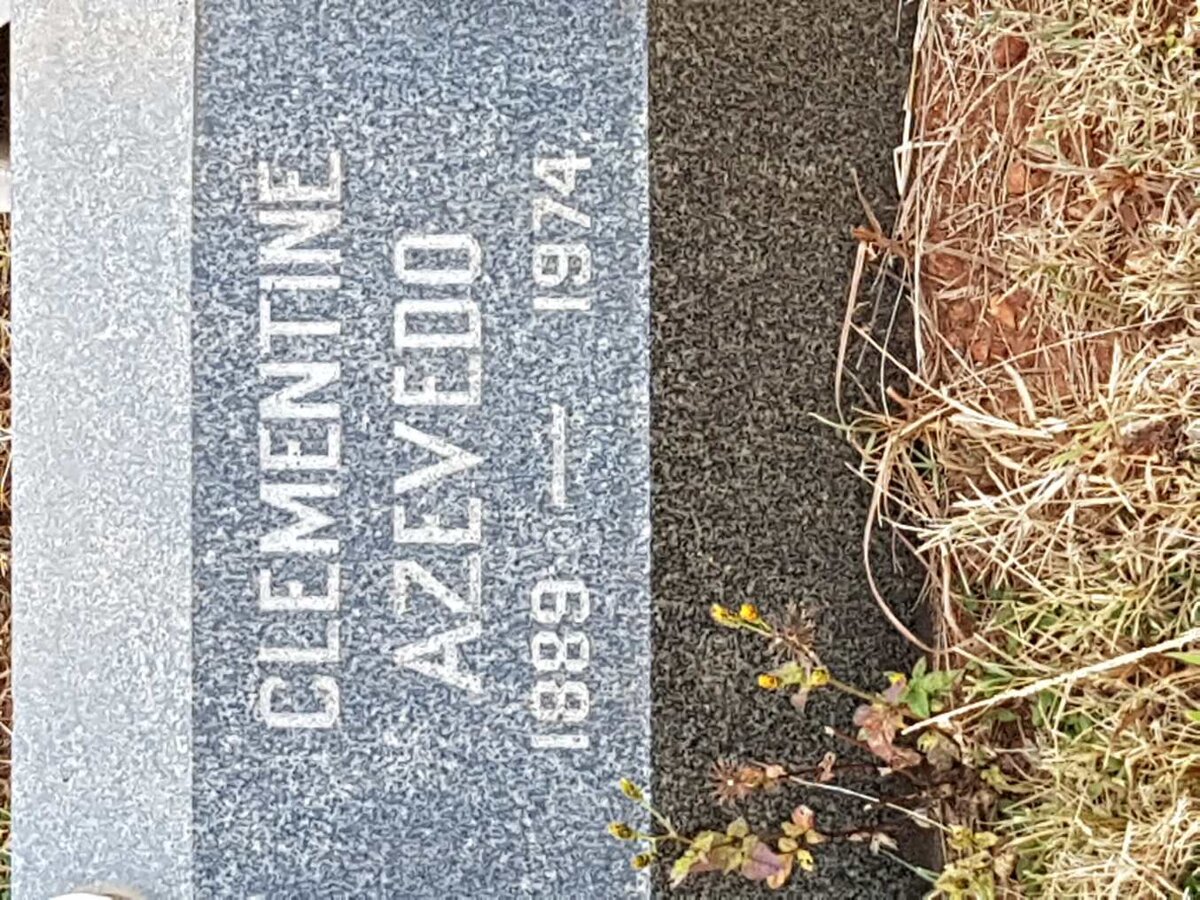 CLEMENTINE
AZEVEDO
1889 — 1974